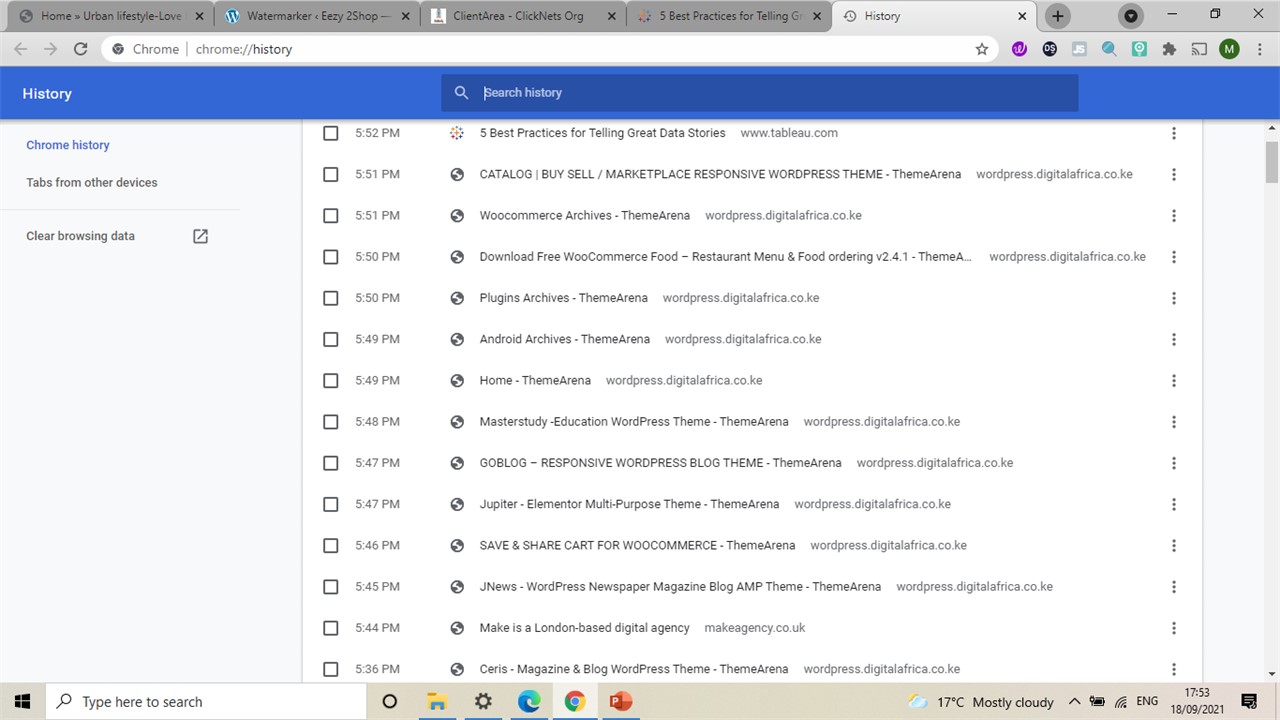 Home » Urban lifestyle-Love
Watermarker ‹ Eezy 2Shop —
ClientArea - ClickNets Org
5 Best Practices for Telling Gr
History
Chrome
chrome://history
DS
JS
M
History
Search history
Chrome history
Tabs from other devices
Clear browsing data
5:52 PM 5 Best Practices for Telling Great Data Stories www.tableau.com
5:51 PM CATALOG | BUY SELL / MARKETPLACE RESPONSIVE WORDPRESS THEME - ThemeArena wordpress.digitalafrica.co.ke
5:51 PM Woocommerce Archives - ThemeArena wordpress.digitalafrica.co.ke
5:50 PM Download Free WooCommerce Food – Restaurant Menu & Food ordering v2.4.1 - ThemeA... wordpress.digitalafrica.co.ke
5:50 PM Plugins Archives - ThemeArena wordpress.digitalafrica.co.ke
5:49 PM Android Archives - ThemeArena wordpress.digitalafrica.co.ke
5:49 PM Home - ThemeArena wordpress.digitalafrica.co.ke
5:48 PM Masterstudy -Education WordPress Theme - ThemeArena wordpress.digitalafrica.co.ke
5:47 PM GOBLOG – RESPONSIVE WORDPRESS BLOG THEME - ThemeArena wordpress.digitalafrica.co.ke
5:47 PM Jupiter - Elementor Multi-Purpose Theme - ThemeArena wordpress.digitalafrica.co.ke
5:46 PM SAVE & SHARE CART FOR WOOCOMMERCE - ThemeArena wordpress.digitalafrica.co.ke
5:45 PM JNews - WordPress Newspaper Magazine Blog AMP Theme - ThemeArena wordpress.digitalafrica.co.ke
5:44 PM Make is a London-based digital agency makeagency.co.uk
5:36 PM Ceris - Magazine & Blog WordPress Theme - ThemeArena wordpress.digitalafrica.co.ke
Type here to search
17°C Mostly cloudy
ENG
17:53
18/09/2021